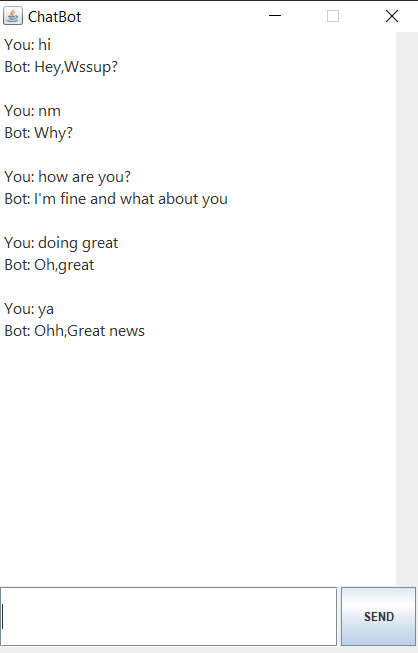 ChatBot
You: hi
Bot: Hey,Wssup?
You: nm
Bot: Why?
You: how are you?
Bot: I'm fine and what about you
You: doing great
Bot: Oh,great
You: ya
Bot: Ohh,Great news
SEND